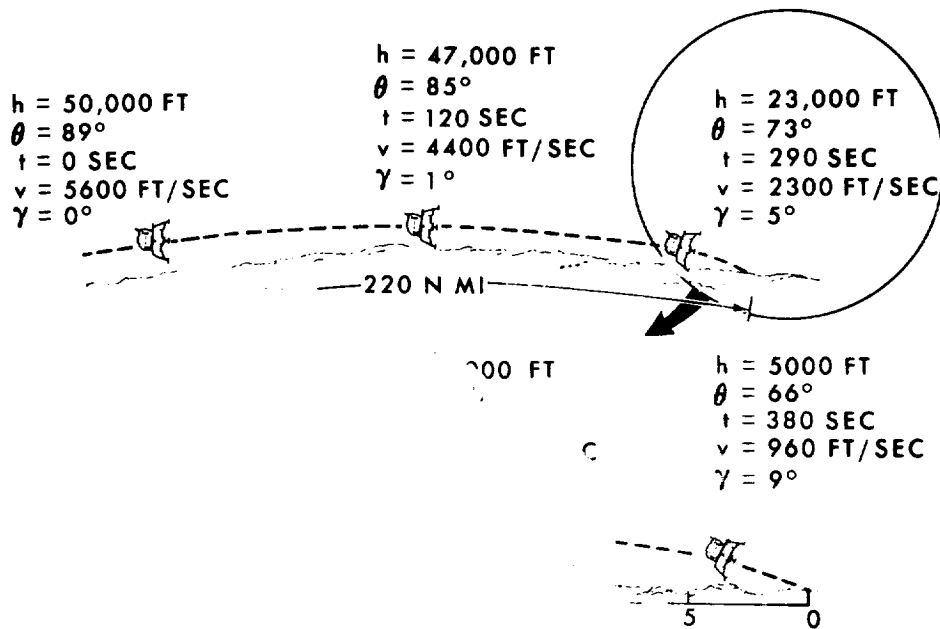 h = 50,000 FT
θ = 89°
t = 0 SEC
v = 5600 FT/SEC
γ = 0°
h = 47,000 FT
θ = 85°
t = 120 SEC
v = 4400 FT/SEC
γ = 1°
h = 23,000 FT
θ = 73°
t = 290 SEC
v = 2300 FT/SEC
γ = 5°
220 N MI
FT
h = 5000 FT
θ = 66°
t = 380 SEC
v = 960 FT/SEC
γ = 9°
5 0